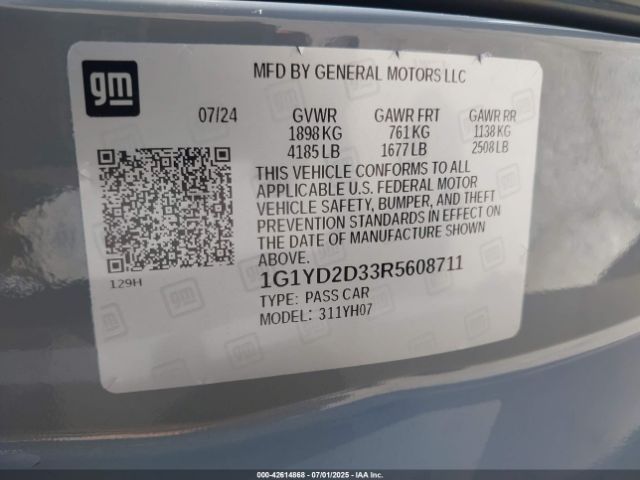 gm
MFD BY GENERAL MOTORS LLC
07/24 GVWR GAWR FRT GAWR RR
1898 KG 761 KG 1138 KG
4185 LB 1677 LB 2508 LB
THIS VEHICLE CONFORMS TO ALL
APPLICABLE U.S. FEDERAL MOTOR
VEHICLE SAFETY, BUMPER, AND THEFT
PREVENTION STANDARDS IN EFFECT ON
THE DATE OF MANUFACTURE SHOWN
ABOVE.
129H
1G1YD2D33R5608711
TYPE: PASS CAR
MODEL: 311YH07
000-42614868 - 07/01/2025 - IAAI.COM